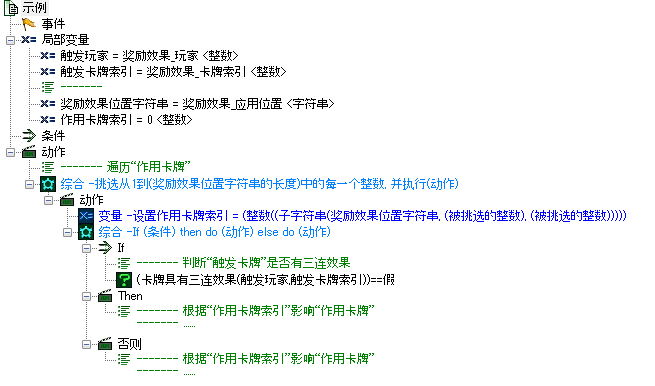 示例
事件
局部变量
触发玩家 = 奖励效果_玩家 <整数>
触发卡牌索引 = 奖励效果_卡牌索引 <整数>
-------
奖励效果位置字符串 = 奖励效果_应用位置 <字符串>
作用卡牌索引 = 0 <整数>
条件
动作
------- 遍历“作用卡牌”
综合 -挑选从1到(奖励效果位置字符串的长度)中的每一个整数, 并执行(动作)
动作
变量 -设置作用卡牌索引 = (整数((子字符串(奖励效果位置字符串, (被挑选的整数), (被挑选的整数)))))
综合 -If (条件) then do (动作) else do (动作)
If
------- 判断“触发卡牌”是否有三连效果
(卡牌具有三连效果(触发玩家,触发卡牌索引))==假
Then
------- 根据“作用卡牌索引”影响“作用卡牌”
------- ……
否则
------- 根据“作用卡牌索引”影响“作用卡牌”
------- ……